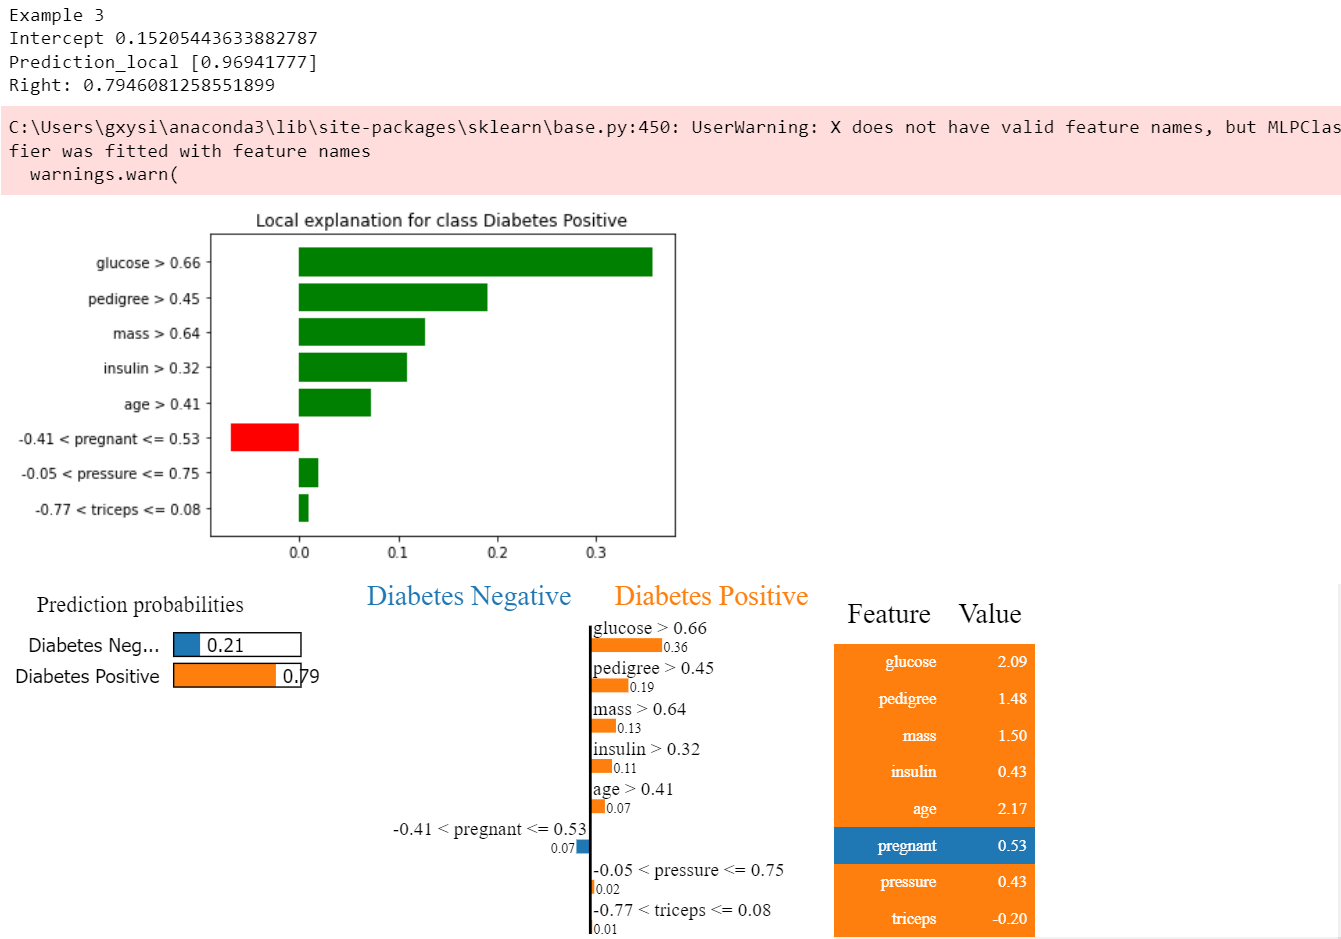 Example 3
Intercept 0.15205443633882787
Prediction_local [0.96941777]
Right: 0.7946081258551899
C:\Users\gxysi\anaconda3\lib\site-packages\sklearn\base.py:450: UserWarning: X does not have valid feature names, but MLPClas
fier was fitted with feature names
warnings.warn(
Local explanation for class Diabetes Positive
glucose > 0.66
pedigree > 0.45
mass > 0.64
insulin > 0.32
age > 0.41
-0.41 < pregnant <= 0.53
-0.05 < pressure <= 0.75
-0.77 < triceps <= 0.08
0.0 0.1 0.2 0.3
Prediction probabilities
Diabetes Neg... 0.21
Diabetes Positive 0.79
Diabetes Negative Diabetes Positive
glucose > 0.66
0.36
pedigree > 0.45
0.19
mass > 0.64
0.13
insulin > 0.32
0.11
age > 0.41
0.07
-0.41 < pregnant <= 0.53
0.07
-0.05 < pressure <= 0.75
0.02
-0.77 < triceps <= 0.08
0.01
Feature Value
glucose 2.09
pedigree 1.48
mass 1.50
insulin 0.43
age 2.17
pregnant 0.53
pressure 0.43
triceps -0.20